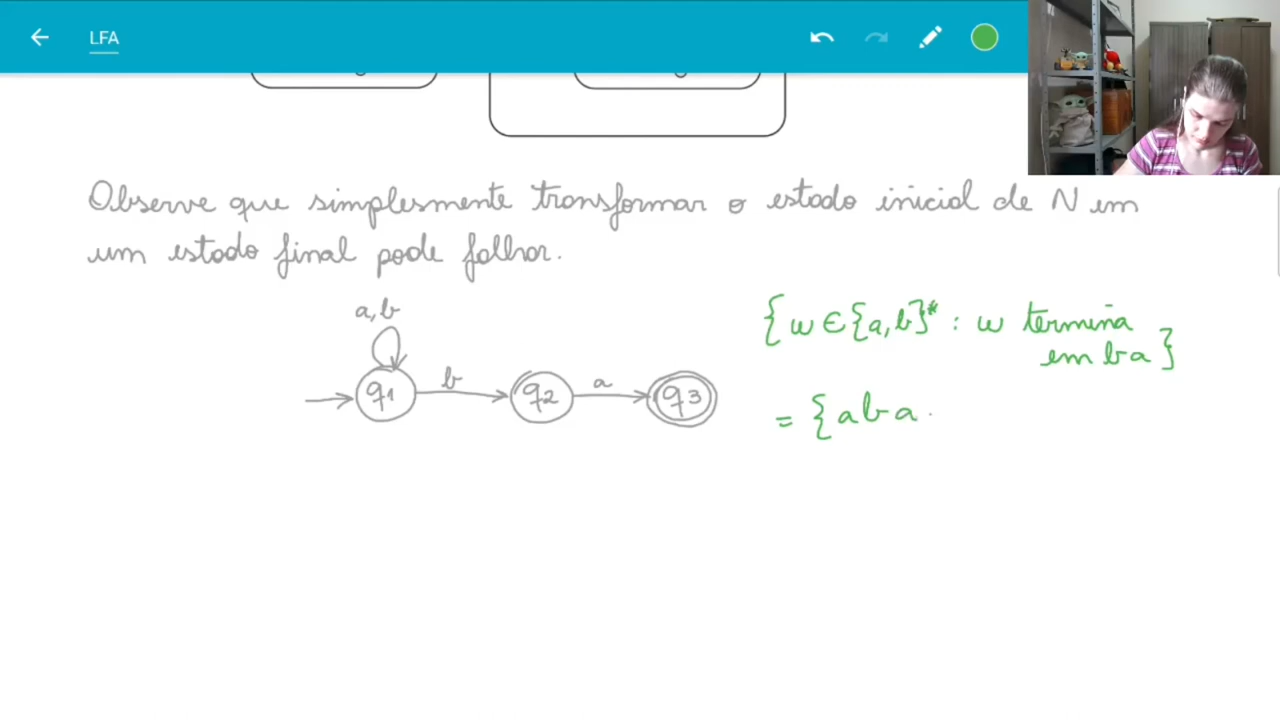 LFA
Observe que simplesmente transformar o estado inicial de N em
um estado final pode falhar.
a,b
q1
b
q2
a
q3
{w ∈ {a,b}* : w termina
em ba}
= {aba